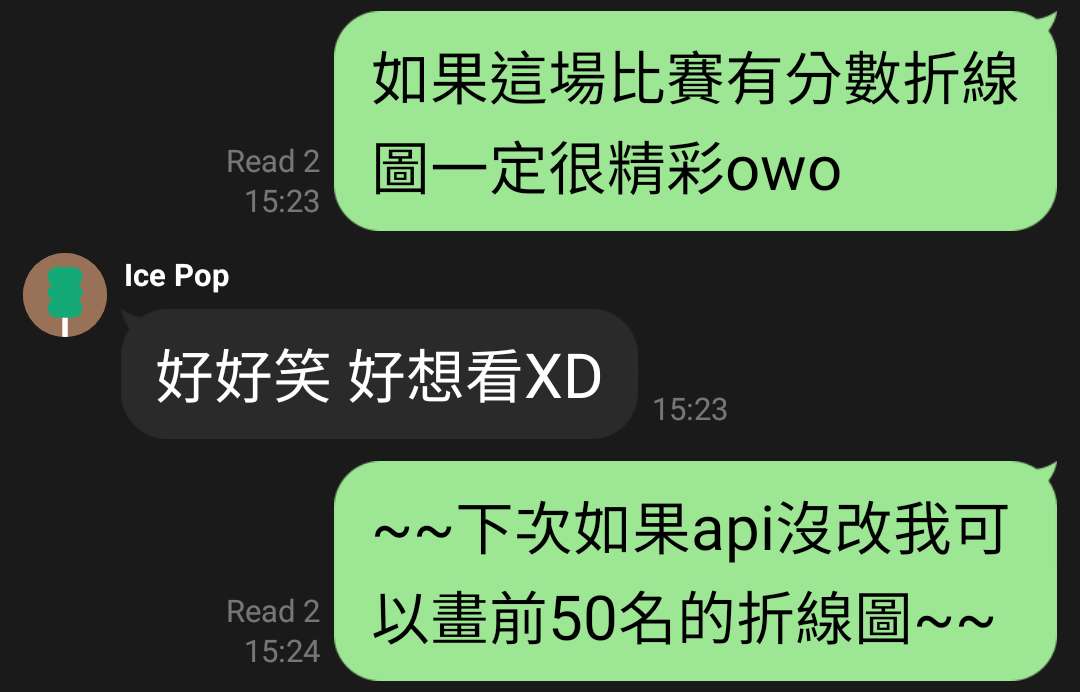 如果這場比賽有分數折線
圖一定很精彩owo
Read 2
15:23
Ice Pop
好好笑 好想看XD
15:23
~~下次如果api沒改我可
以畫前50名的折線圖~~
Read 2
15:24